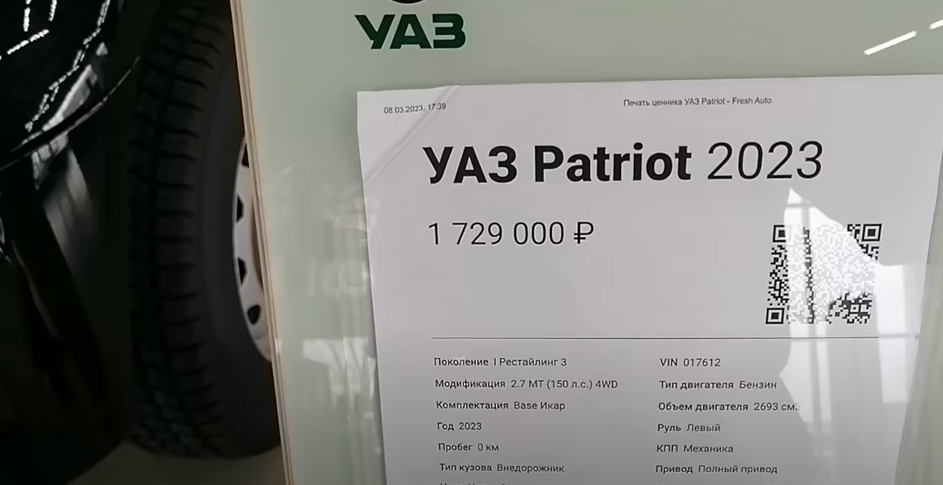 УАЗ
08.03.2023, 17:39 Печать ценника УАЗ Patriot - Fresh Auto
УАЗ Patriot 2023
1 729 000 ₽
Поколение I Рестайлинг 3
Модификация 2.7 MT (150 л.с.) 4WD
Комплектация Base Икар
Год 2023
Пробег 0 км
Тип кузова Внедорожник
VIN 017612
Тип двигателя Бензин
Объем двигателя 2693 см3
Руль Левый
КПП Механика
Привод Полный привод